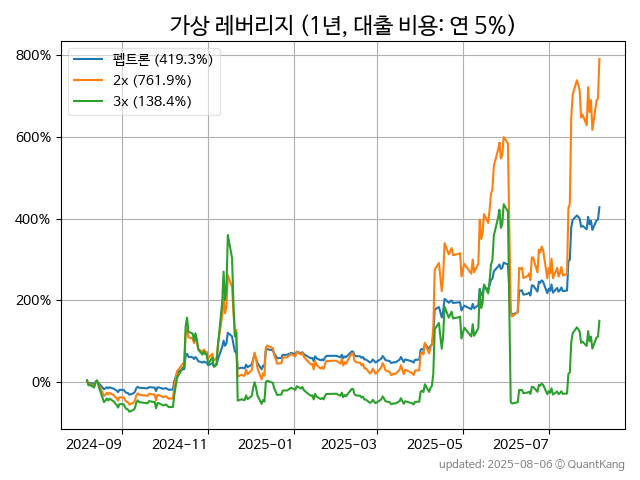 가상 레버리지 (1년, 대출 비용: 연 5%)
800%
600%
400%
200%
0%
펩트론 (419.3%)
2x (761.9%)
3x (138.4%)
2024-09
2024-11
2025-01
2025-03
2025-05
2025-07
updated: 2025-08-06 © QuantKang